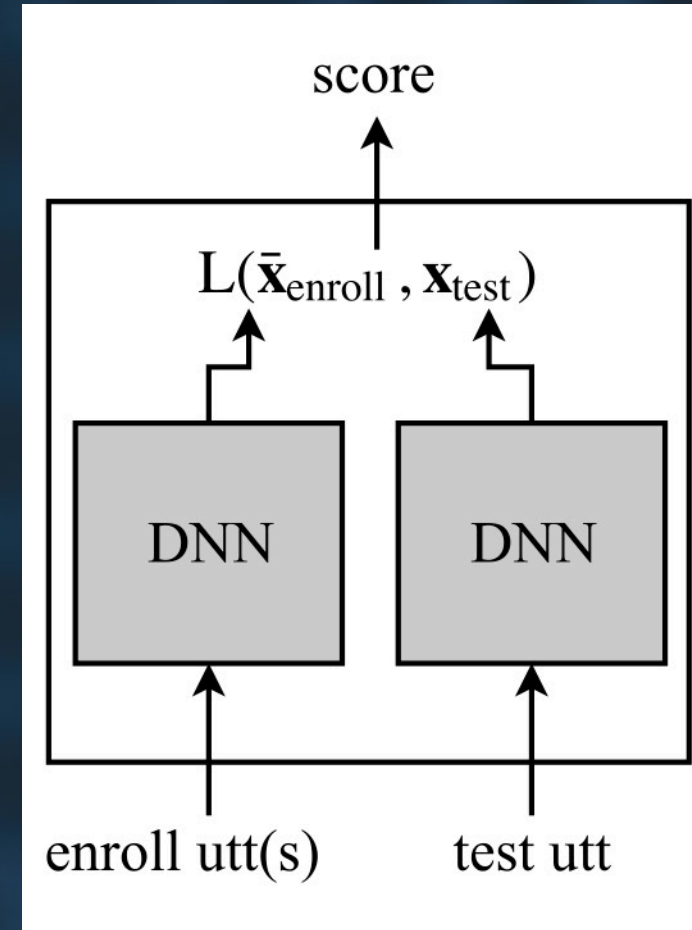 score
L(x̄enroll , xtest)
DNN DNN
enroll utt(s) test utt